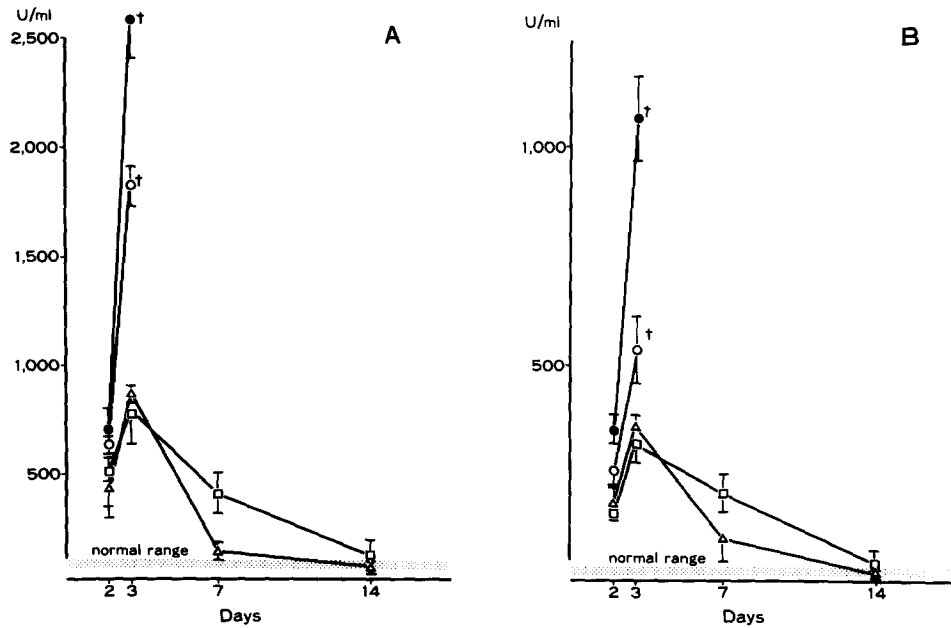 U/ml
2,500
2,000
1,500
1,000
500
A
†
†
normal range
2 3 7 14
Days
U/ml
1,000
500
B
†
†
normal range
2 3 7 14
Days